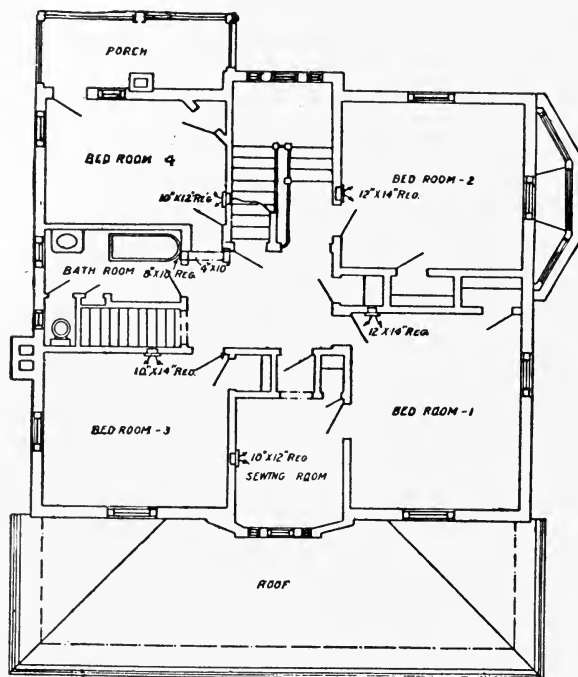 PORCH
BED ROOM 4
BED ROOM-2
10"X12" REG
12"X14" REG.
BATH ROOM
8"X10 REG.
4"X10"
12"X14" REG.
10"X14" REG.
BED ROOM-3
BED ROOM-1
10"X12" REG
SEWING ROOM
ROOF